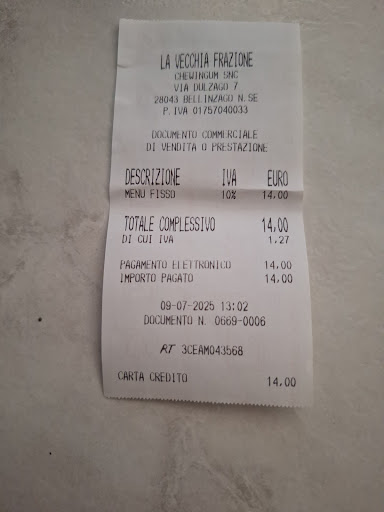 LA VECCHIA FRAZIONE
CHEWINGUM SNC
VIA DULZAGO 7
28043 BELLINZAGO N.SE
P. IVA 01757040033
DOCUMENTO COMMERCIALE
DI VENDITA O PRESTAZIONE
DESCRIZIONE IVA EURO
MENU FISSO 10% 14,00
TOTALE COMPLESSIVO 14,00
DI CUI IVA 1,27
PAGAMENTO ELETTRONICO 14,00
IMPORTO PAGATO 14,00
09-07-2025 13:02
DOCUMENTO N. 0669-0006
RT 3CEAM043568
CARTA CREDITO 14,00